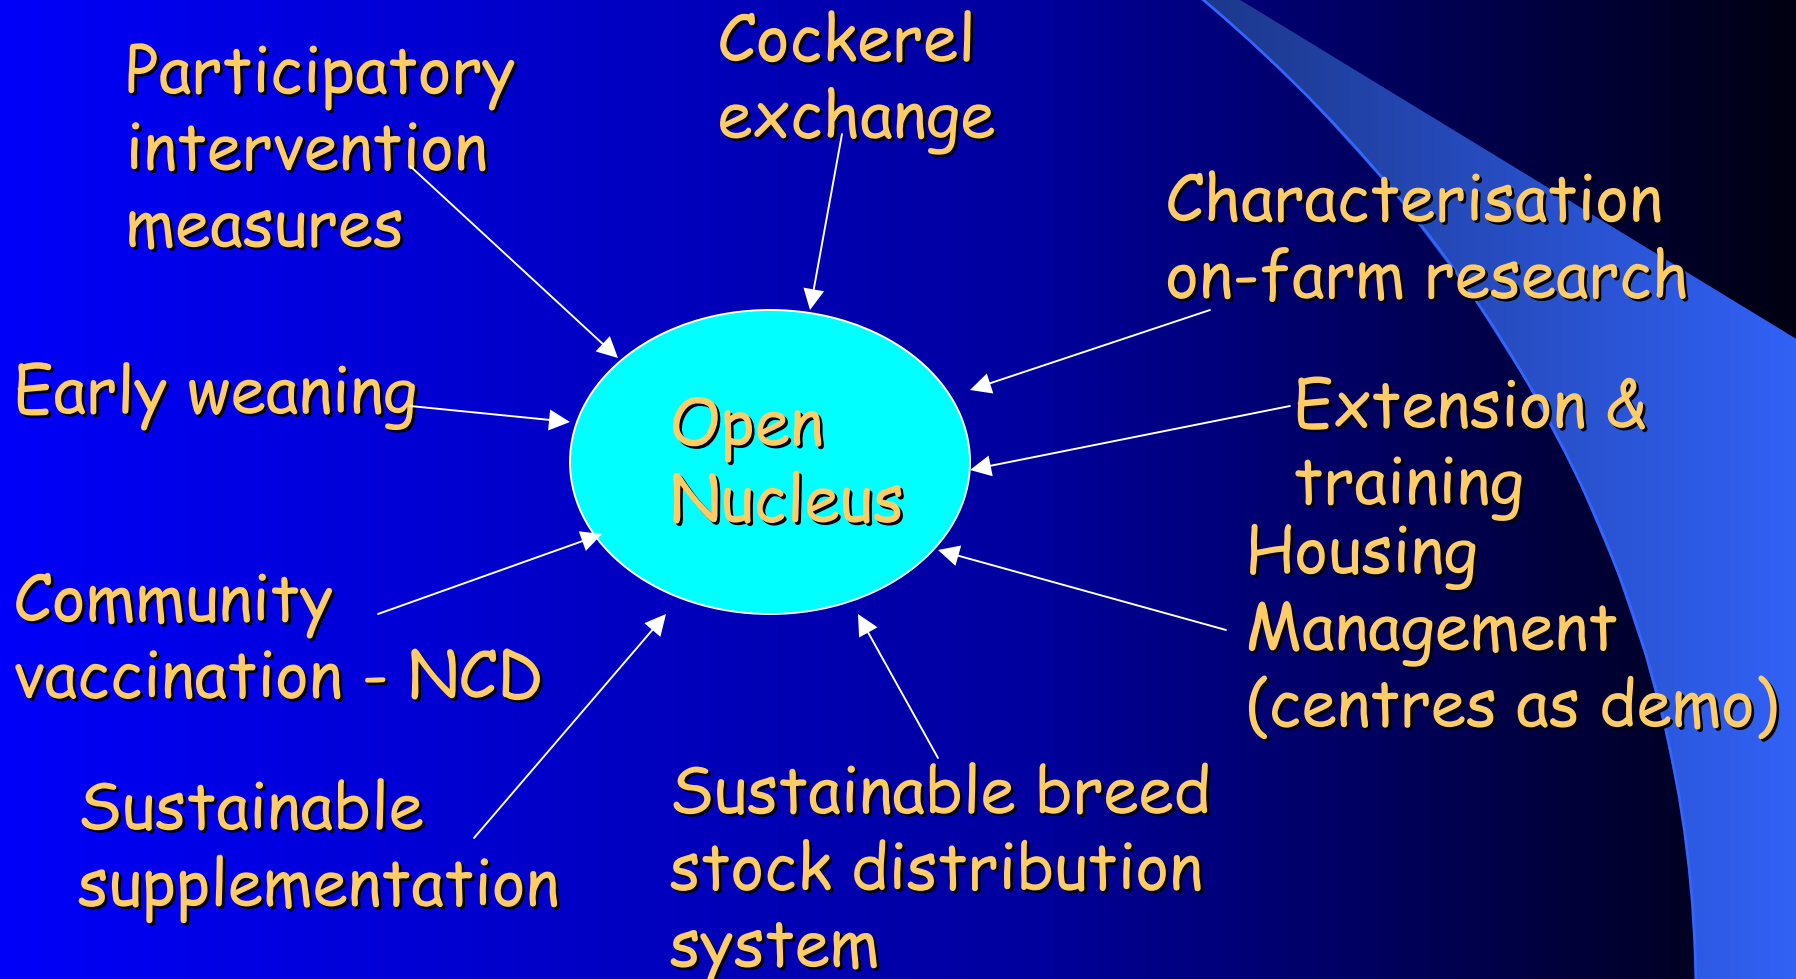 Cockerel
exchange
Participatory
intervention
measures
Characterisation
on-farm research
Early weaning
Extension &
training
Open
Nucleus
Housing
Management
(centres as demo)
Community
vaccination - NCD
Sustainable
supplementation
Sustainable breed
stock distribution
system